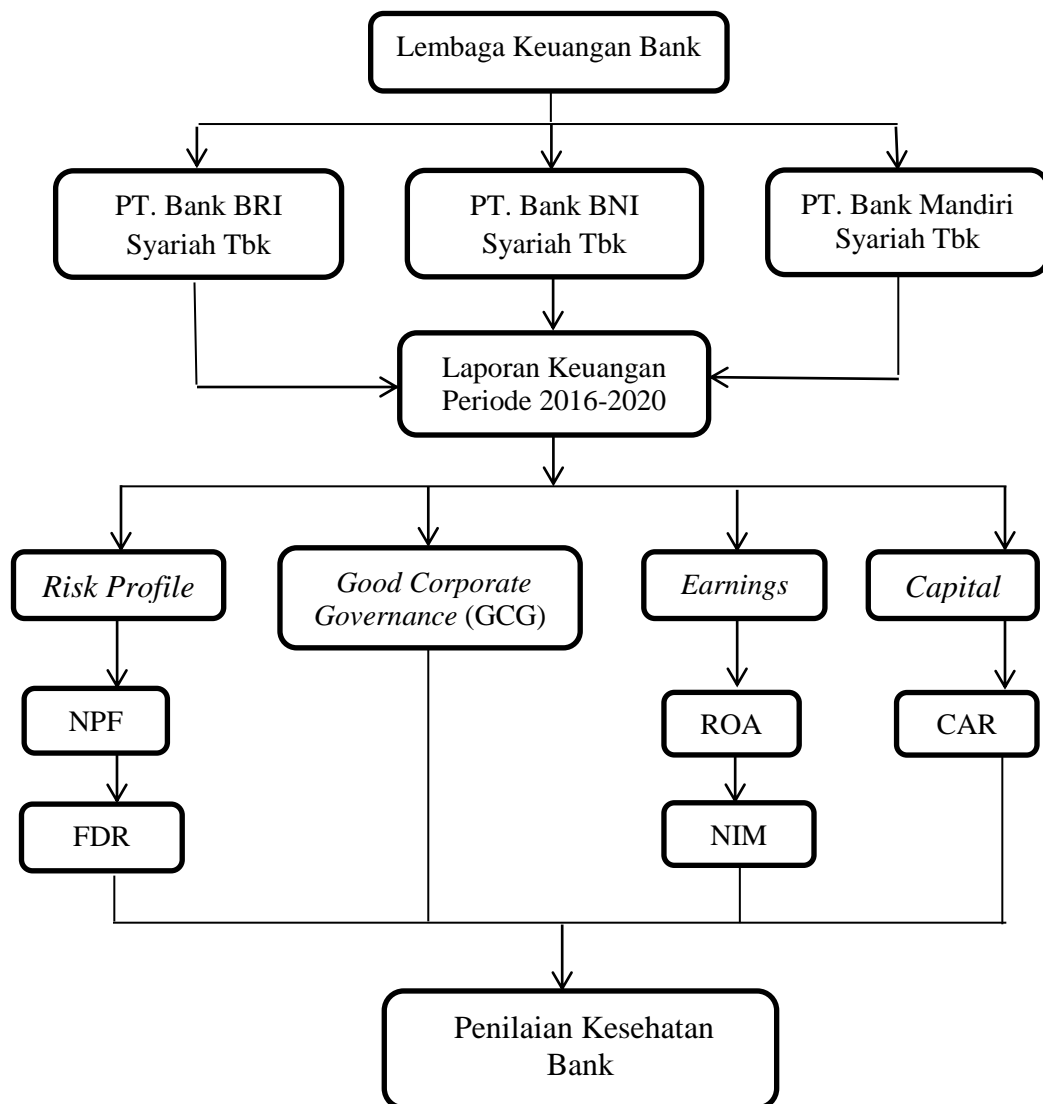 Lembaga Keuangan Bank
PT. Bank BRI
Syariah Tbk
PT. Bank BNI
Syariah Tbk
PT. Bank Mandiri
Syariah Tbk
Laporan Keuangan
Periode 2016-2020
Risk Profile
Good Corporate
Governance (GCG)
Earnings
Capital
NPF
ROA
CAR
FDR
NIM
Penilaian Kesehatan
Bank